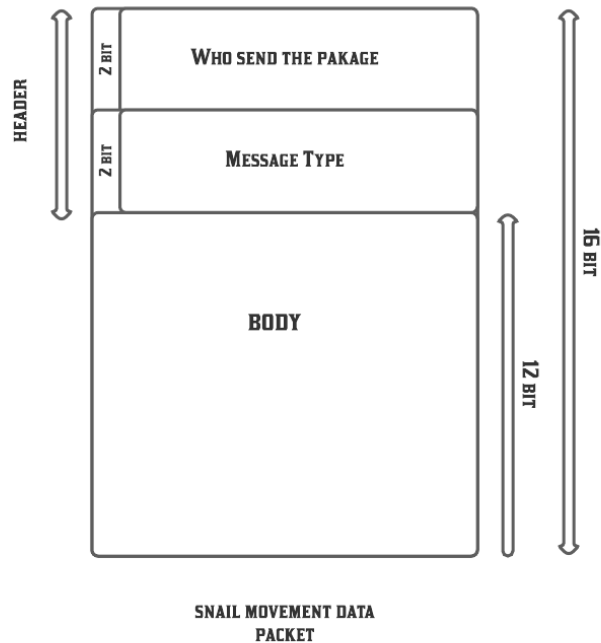 HEADER
2 BIT
WHO SEND THE PAKAGE
2 BIT
MESSAGE TYPE
BODY
12 BIT
16 BIT
SNAIL MOVEMENT DATA
PACKET